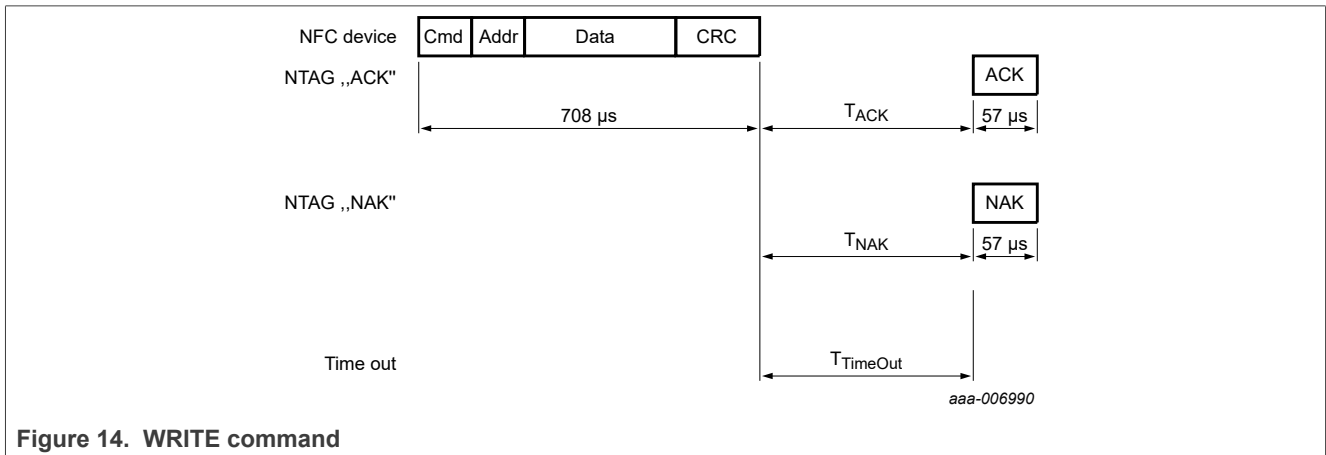 NFC device Cmd Addr Data CRC
NTAG ,,ACK" ACK
708 µs TACK 57 µs
NTAG ,,NAK" NAK
TNAK 57 µs
Time out TTimeOut
aaa-006990
Figure 14. WRITE command